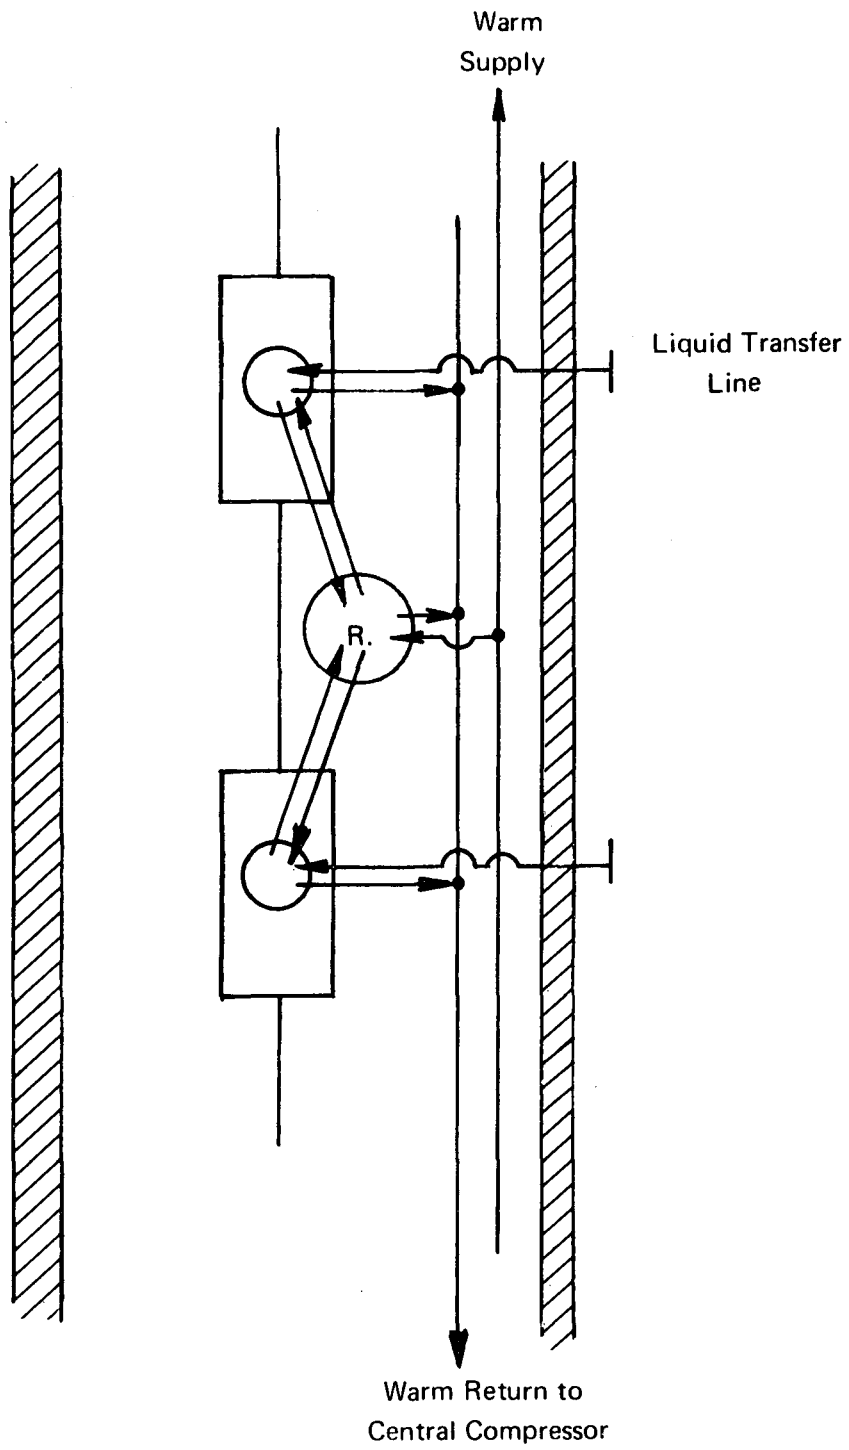 Warm
Supply
Liquid Transfer
Line
R.
Warm Return to
Central Compressor